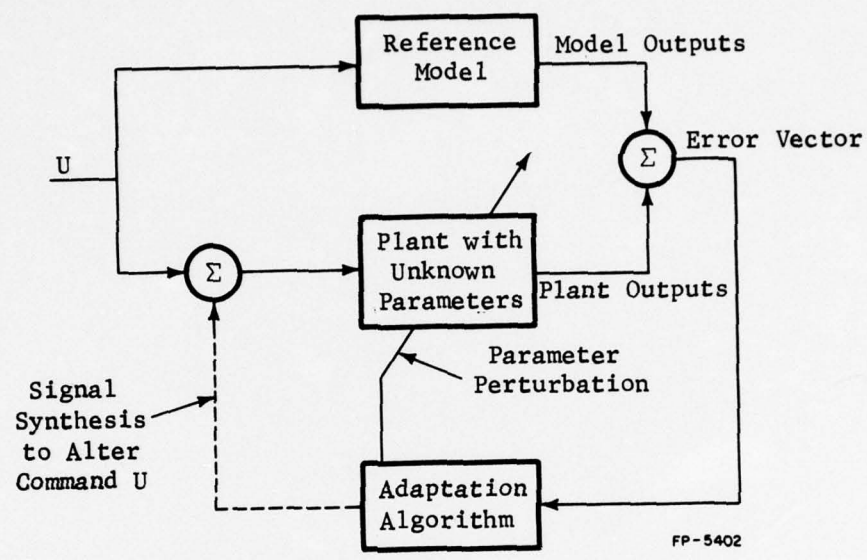 Reference
Model
Model Outputs
U
Σ
Error Vector
Σ
Plant with
Unknown
Parameters
Plant Outputs
Parameter
Perturbation
Signal
Synthesis
to Alter
Command U
Adaptation
Algorithm
FP-5402